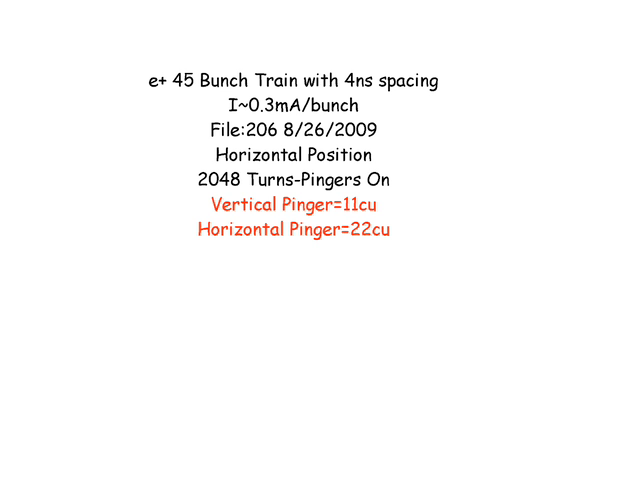 e+ 45 Bunch Train with 4ns spacing
I~0.3mA/bunch
File:206 8/26/2009
Horizontal Position
2048 Turns-Pingers On
Vertical Pinger=11cu
Horizontal Pinger=22cu